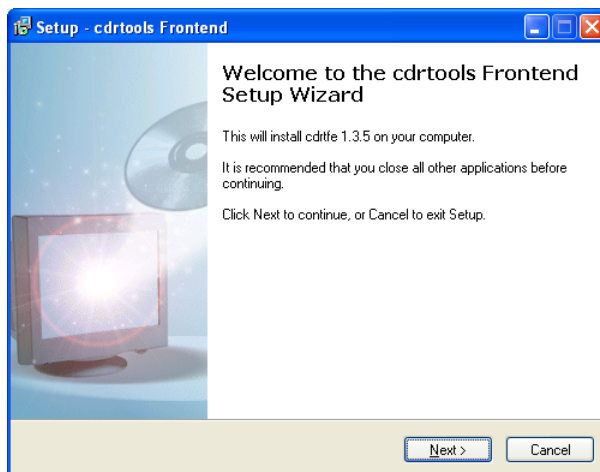 Setup - cdrtools Frontend
Welcome to the cdrtools Frontend
Setup Wizard
This will install cdrtfe 1.3.5 on your computer.
It is recommended that you close all other applications before
continuing.
Click Next to continue, or Cancel to exit Setup.
Next >
Cancel